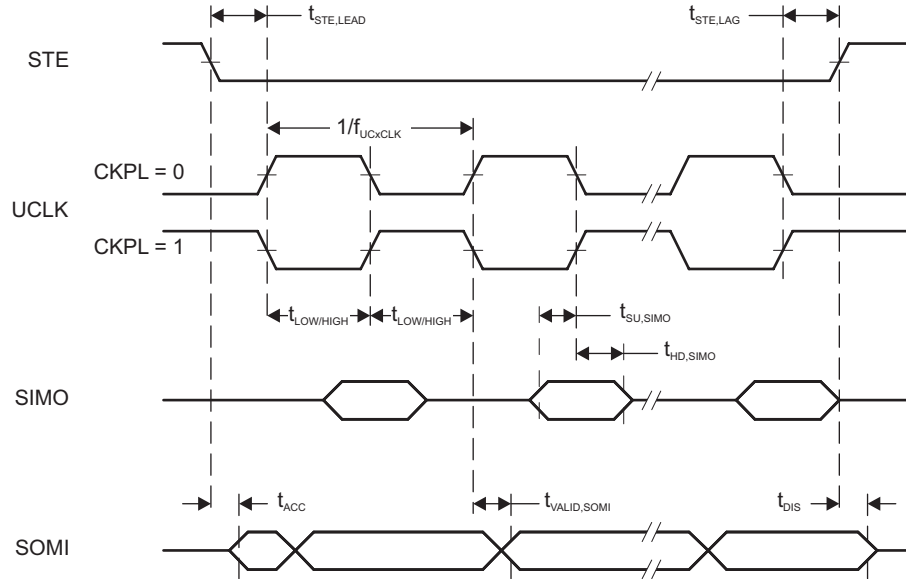 tSTE,LEAD
tSTE,LAG
STE
1/fUCxCLK
CKPL = 0
UCLK
CKPL = 1
tLOW/HIGH tLOW/HIGH
tSU,SIMO
tHD,SIMO
SIMO
tACC
tVALID,SOMI
tDIS
SOMI